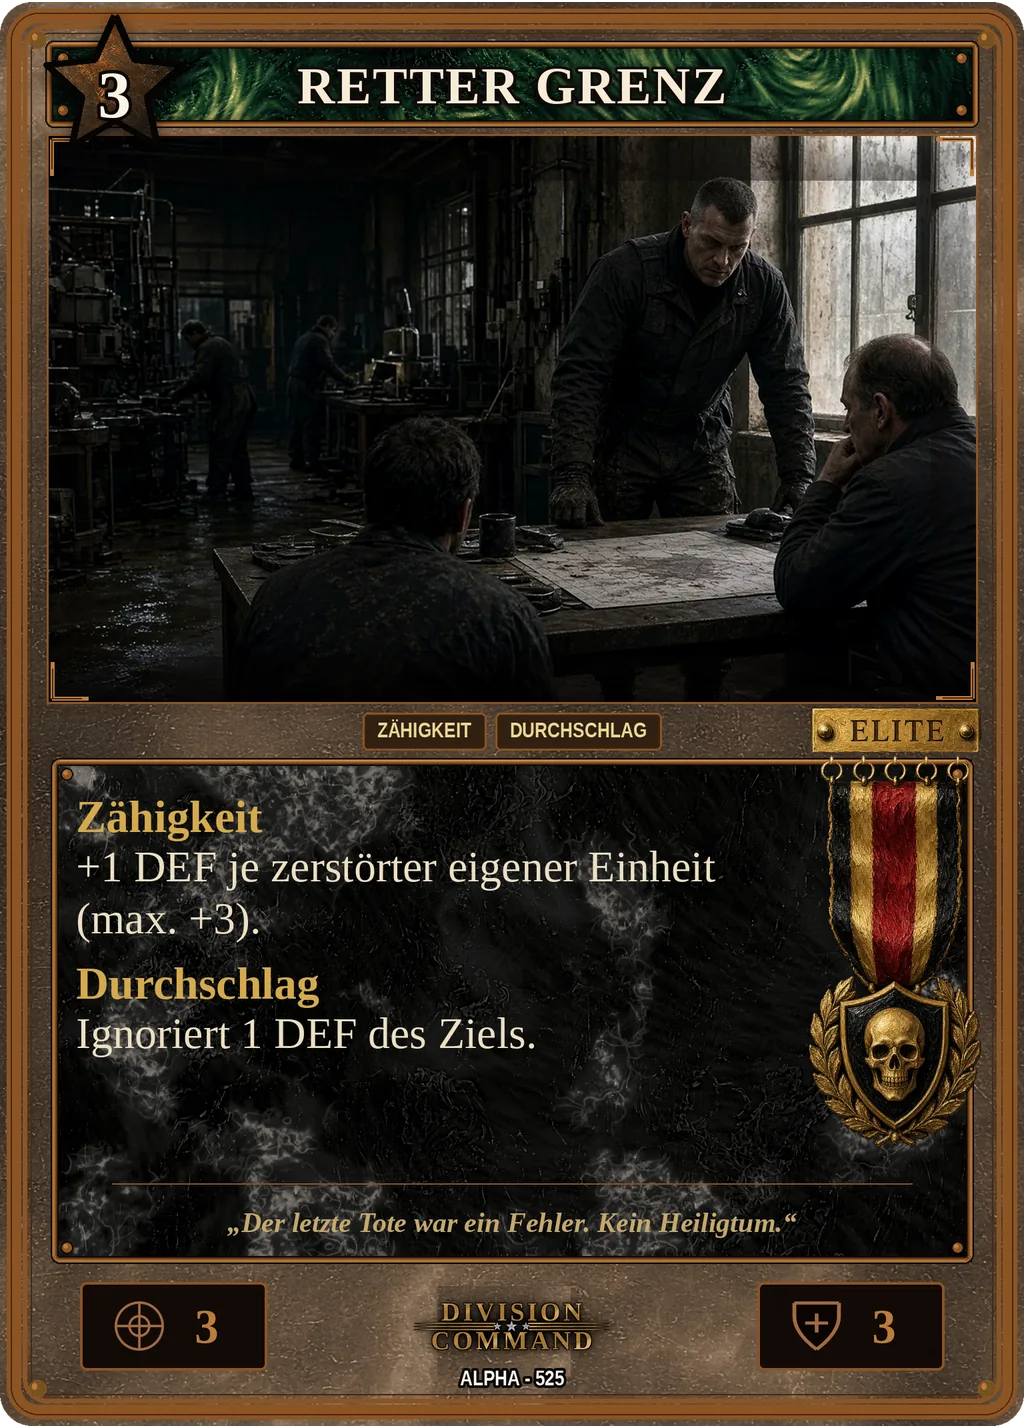 3
RETTER GRENZ
ZÄHIGKEIT
DURCHSCHLAG
ELITE
Zähigkeit
+1 DEF je zerstörter eigener Einheit
(max. +3).
Durchschlag
Ignoriert 1 DEF des Ziels.
„Der letzte Tote war ein Fehler. Kein Heiligtum.“
3
DIVISION
COMMAND
3
ALPHA - 525